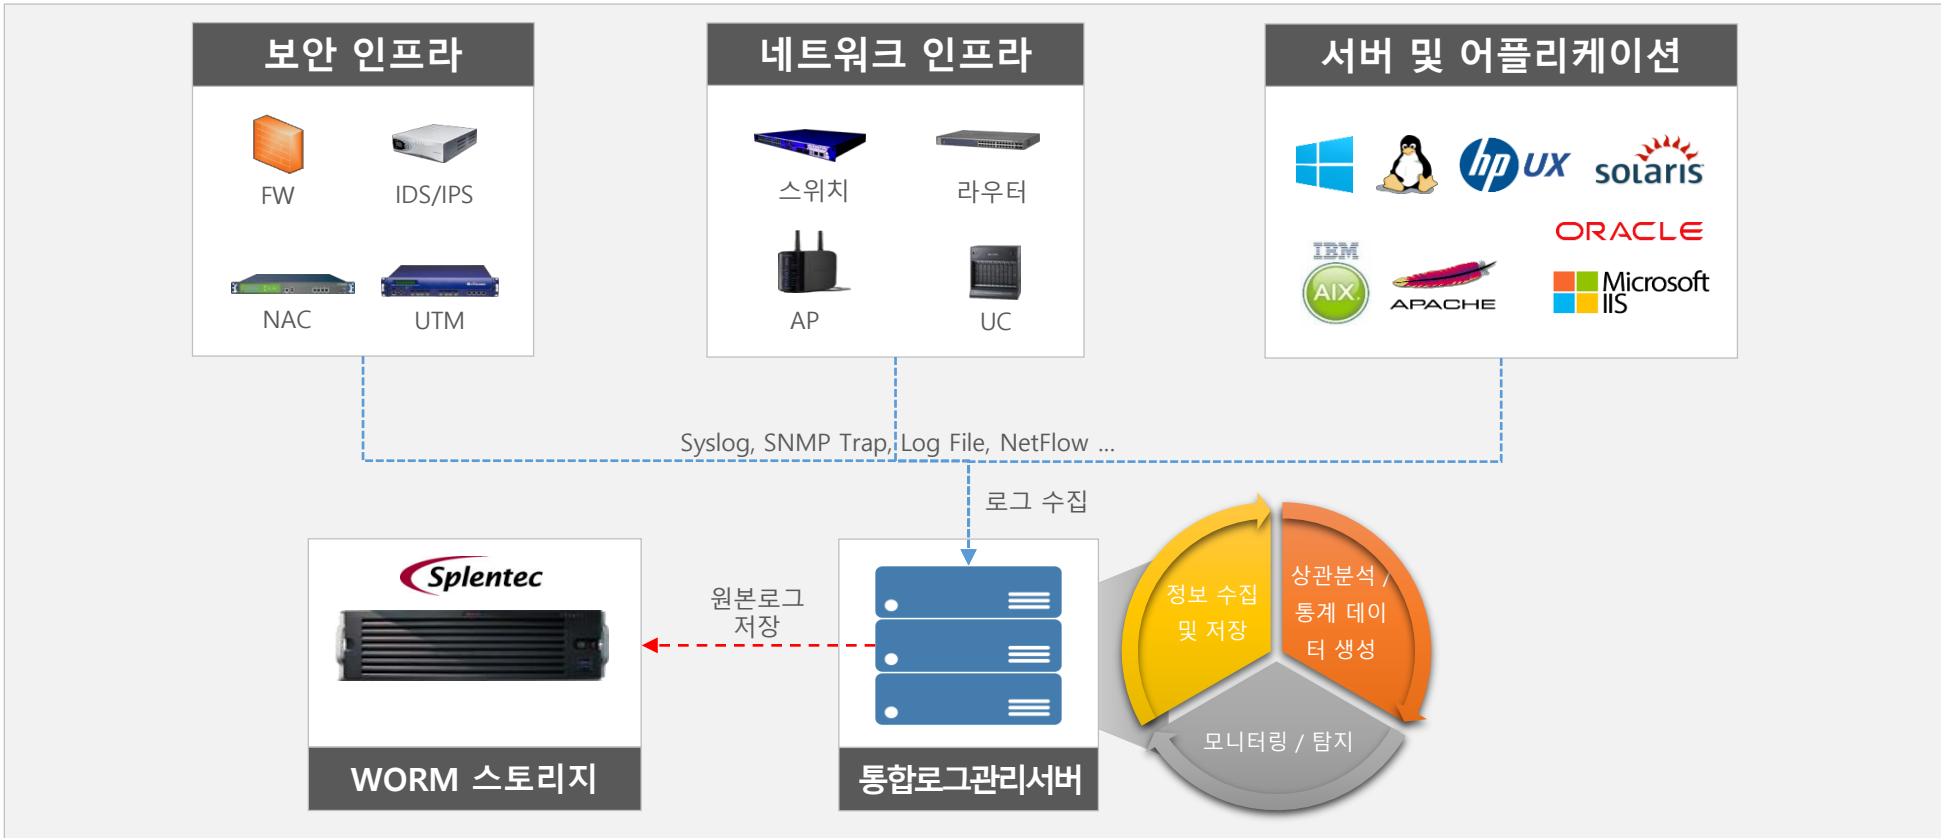 보안 인프라
FW
IDS/IPS
NAC
UTM
네트워크 인프라
스위치
라우터
AP
UC
서버 및 어플리케이션
hp UX
solaris
ORACLE
IBM
AIX
APACHE
Microsoft
IIS
Syslog, SNMP Trap, Log File, NetFlow ...
로그 수집
Splentec
WORM 스토리지
원본로그
저장
통합로그관리서버
정보 수집
및 저장
상관분석 /
통계 데이
터 생성
모니터링 / 탐지